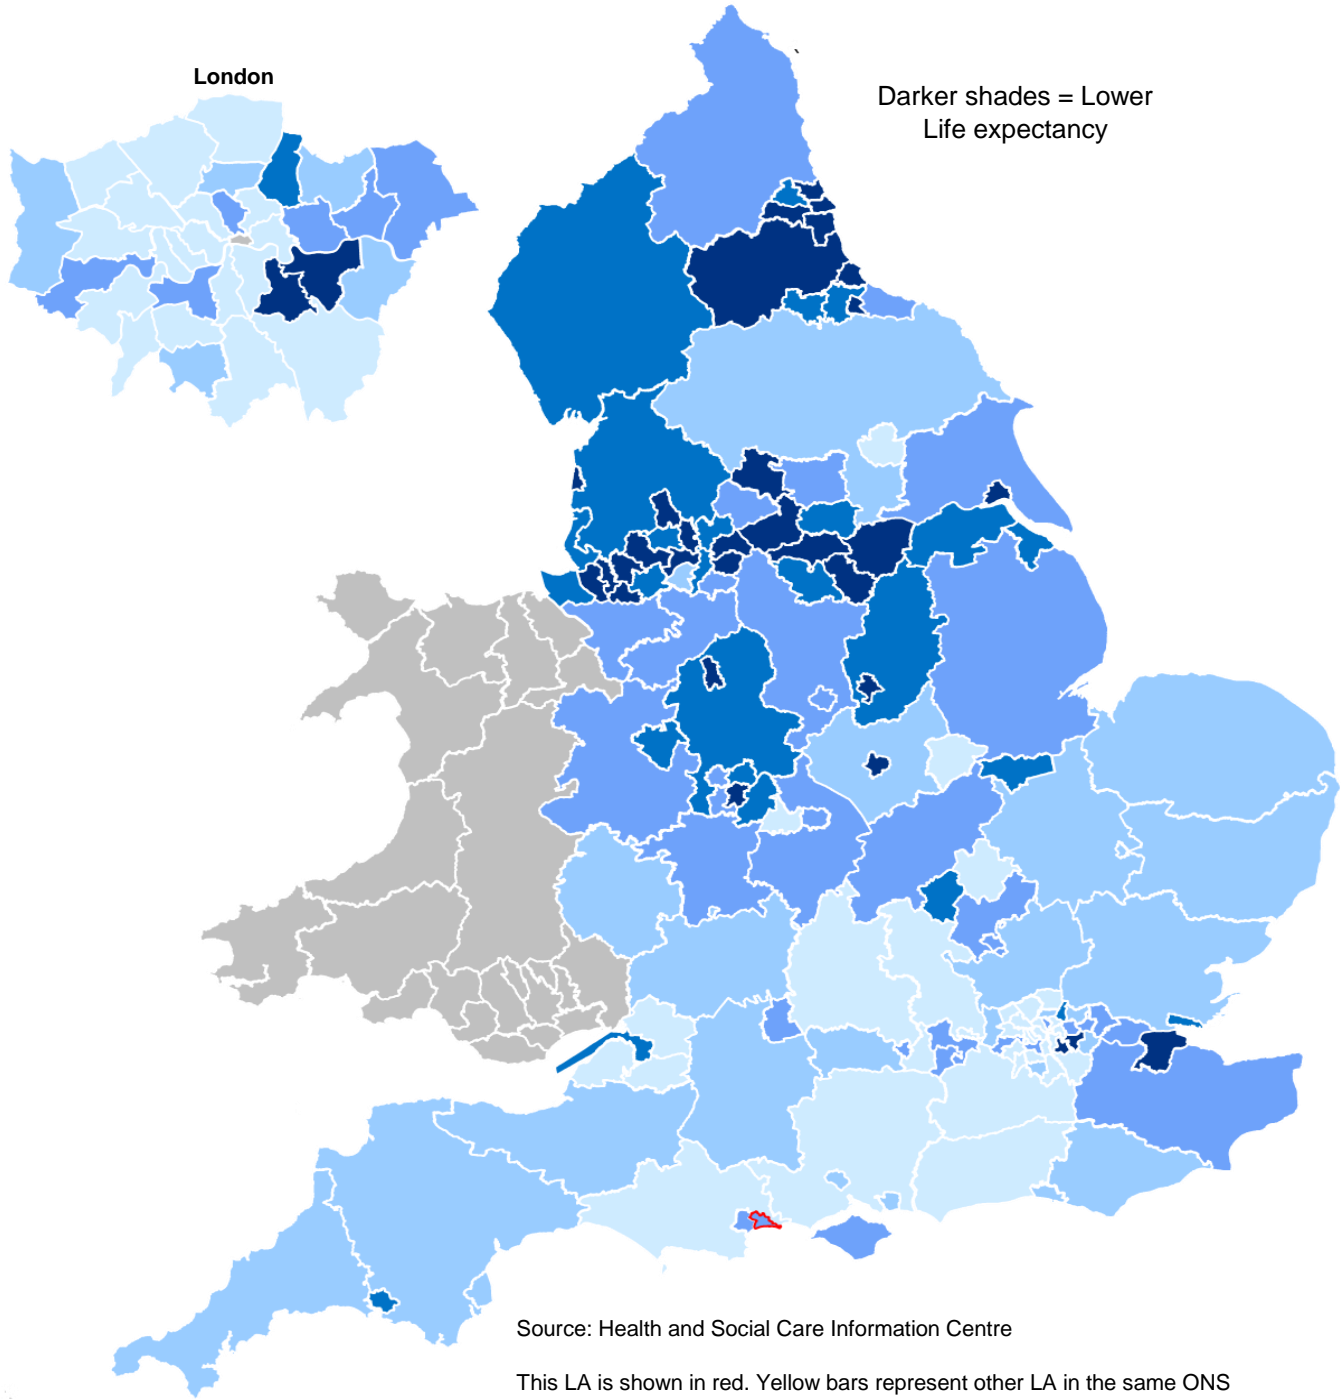 London
Darker shades = Lower
Life expectancy
Source: Health and Social Care Information Centre
This LA is shown in red. Yellow bars represent other LA in the same ONS